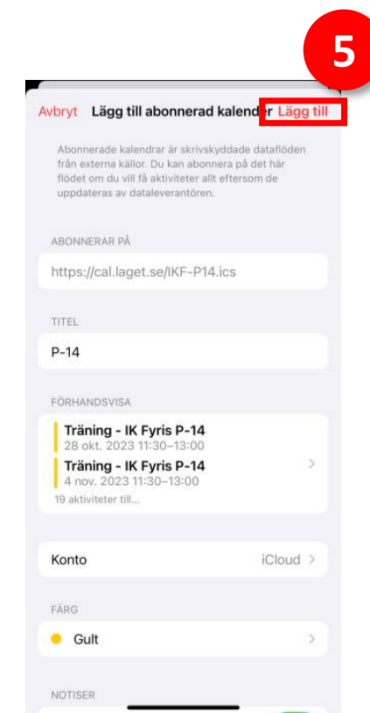 5
Avbryt Lägg till abonnerad kalender Lägg till
Abonnerade kalendrar är skrivskyddade dataflöden
från externa källor. Du kan abonnera på det här
flödet om du vill få aktiviteter allt eftersom de
uppdateras av dataleverantören.
ABONNERAR PÅ
https://cal.laget.se/IKF-P14.ics
TITEL
P-14
FÖRHANDSVISA
Träning - IK Fyris P-14
28 okt. 2023 11:30–13:00
Träning - IK Fyris P-14
4 nov. 2023 11:30–13:00
19 aktiviteter till...
Konto iCloud
FÄRG
Gult
NOTISER